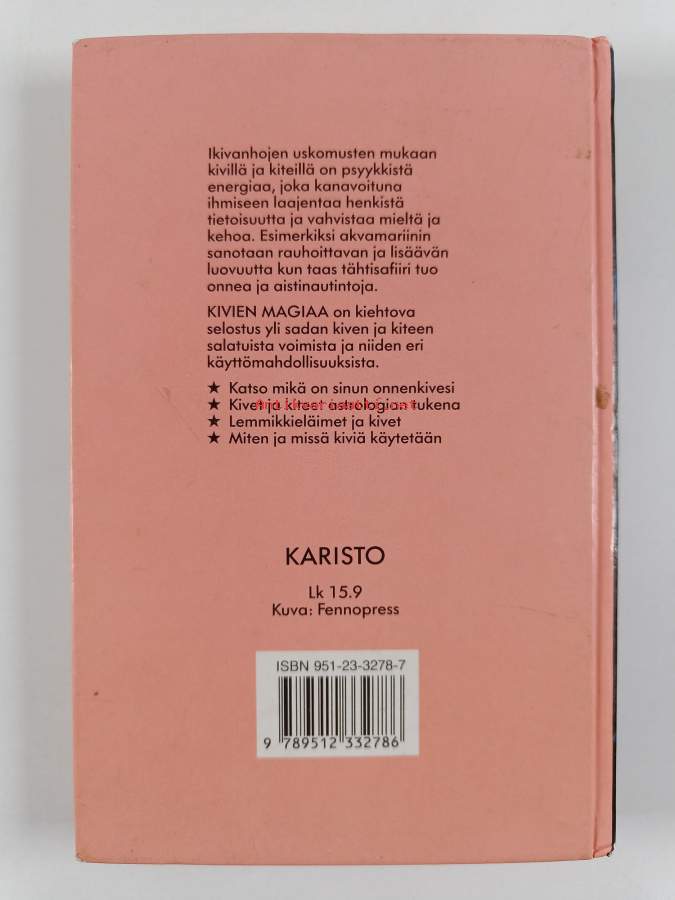 Ikivanhojen uskomusten mukaan
kivillä ja kiteillä on psyykkistä
energiaa, joka kanavoituna
ihmiseen laajentaa henkistä
tietoisuutta ja vahvistaa mieltä ja
kehoa. Esimerkiksi akvamariinin
sanotaan rauhoittavan ja lisäävän
luovuutta kun taas tähtisafiiri tuo
onnea ja aistinautintoja.
KIVIEN MAGIAA on kiehtova
selostus yli sadan kiven ja kiteen
salatuista voimista ja niiden eri
käyttömahdollisuuksista.
★ Katso mikä on sinun onnenkivesi
★ Kivet ja kiteet astrologian tukena
★ Lemmikkieläimet ja kivet
★ Miten ja missä kiviä käytetään
KARISTO
Lk 15.9
Kuva: Fennopress
ISBN 951-23-3278-7
9 789512 332786